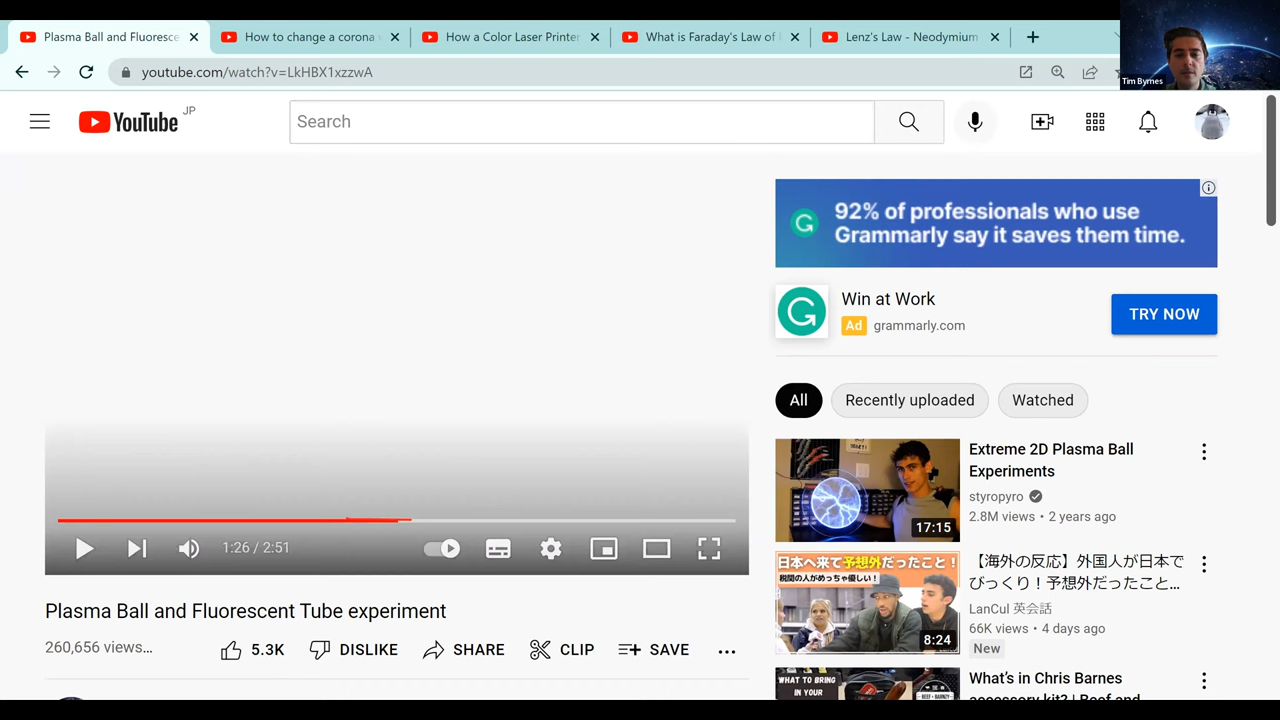 Plasma Ball and Fluoresce
How to change a corona
How a Color Laser Printer
What is Faraday's Law of
Lenz's Law - Neodymium
youtube.com/watch?v=LkHBX1xzzwA
Tim Byrnes
YouTube JP
Search
92% of professionals who use
Grammarly say it saves them time.
Win at Work
Ad grammarly.com
TRY NOW
All
Recently uploaded
Watched
Extreme 2D Plasma Ball
Experiments
styropyro
2.8M views • 2 years ago
17:15
日本へ来て予想外だったこと!
税関の人がめっちゃ優しい!
8:24
【海外の反応】外国人が日本で
びっくり!予想外だったこと...
LanCul 英会話
66K views • 4 days ago
New
1:26 / 2:51
Plasma Ball and Fluorescent Tube experiment
260,656 views...
5.3K
DISLIKE
SHARE
CLIP
SAVE
WHAT TO BRING
IN YOUR
What's in Chris Barnes
accessory kit? | Beef and